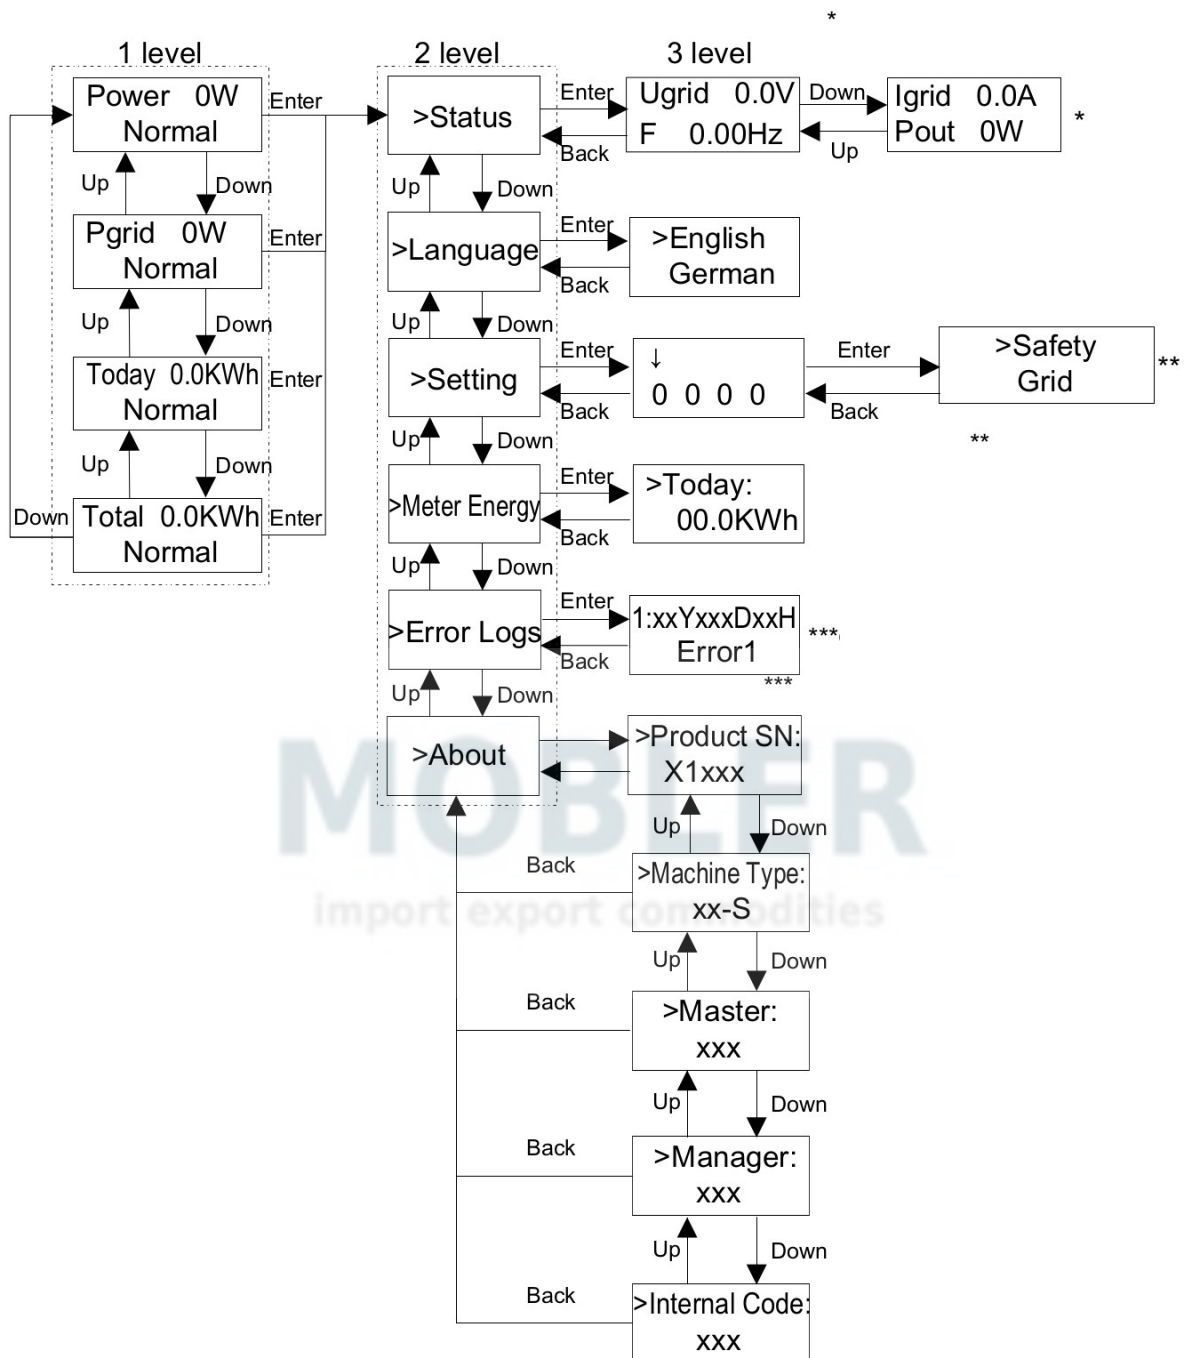 *
1 level
2 level
3 level
Power 0W
Normal
Enter
>Status
Enter
Back
Ugrid 0.0V
F 0.00Hz
Down
Up
Igrid 0.0A
Pout 0W
*
Up
Down
Up
Down
Pgrid 0W
Normal
Enter
>Language
Enter
Back
>English
German
Up
Down
Up
Down
Today 0.0KWh
Normal
Enter
>Setting
Enter
Back
↓
0 0 0 0
Enter
Back
>Safety
Grid
**
**
Up
Down
Up
Down
Down
Total 0.0KWh
Normal
Enter
>Meter Energy
Enter
Back
>Today:
00.0KWh
Up
Down
>Error Logs
Enter
Back
1:xxYxxxDxxH
Error1
***
***
Up
Down
>About
>Product SN:
X1xxx
MOBLER
import export commodities
Up
Down
Back
>Machine Type:
xx-S
Up
Down
Back
>Master:
xxx
Up
Down
Back
>Manager:
xxx
Up
Down
Back
>Internal Code:
xxx